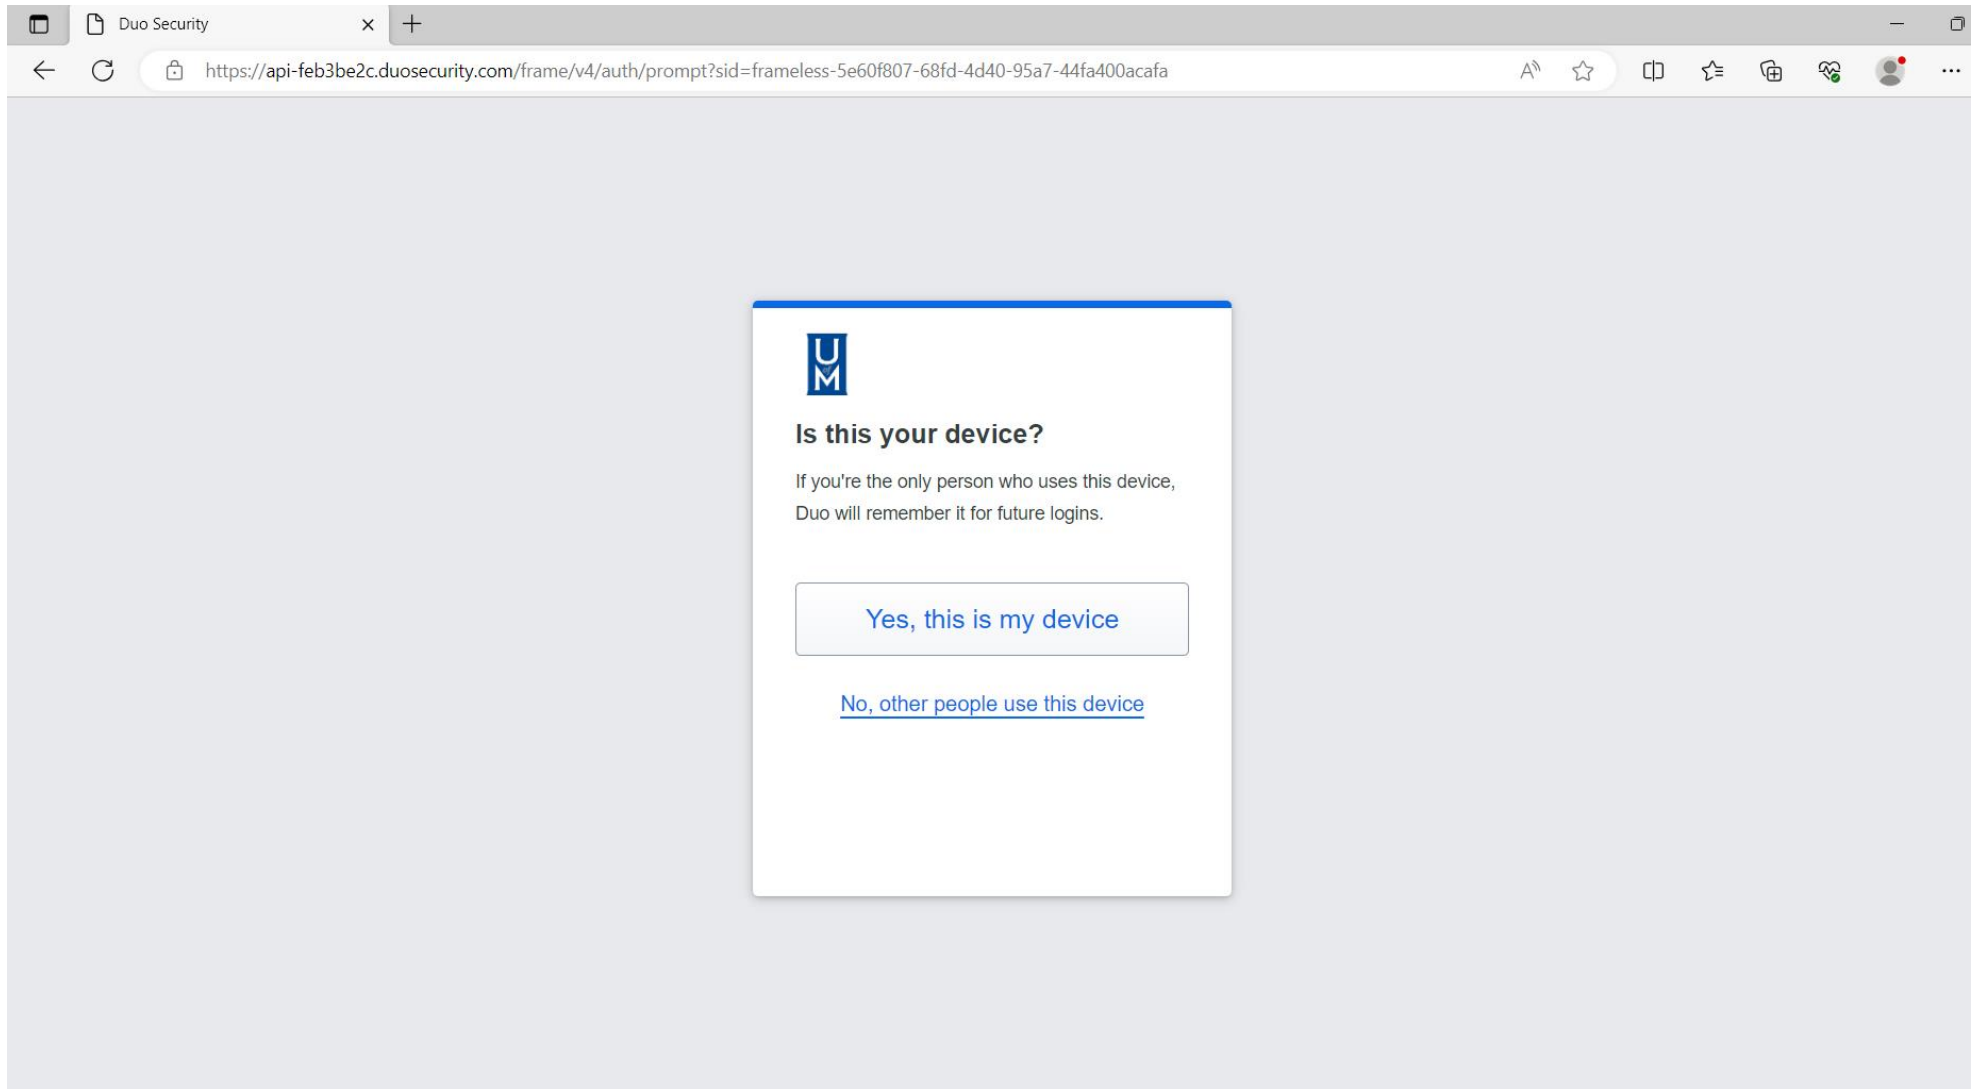 Duo Security
https://api-feb3be2c.duosecurity.com/frame/v4/auth/prompt?sid=frameless-5e60f807-68fd-4d40-95a7-44fa400acafa
U
of
M
Is this your device?
If you're the only person who uses this device,
Duo will remember it for future logins.
Yes, this is my device
No, other people use this device